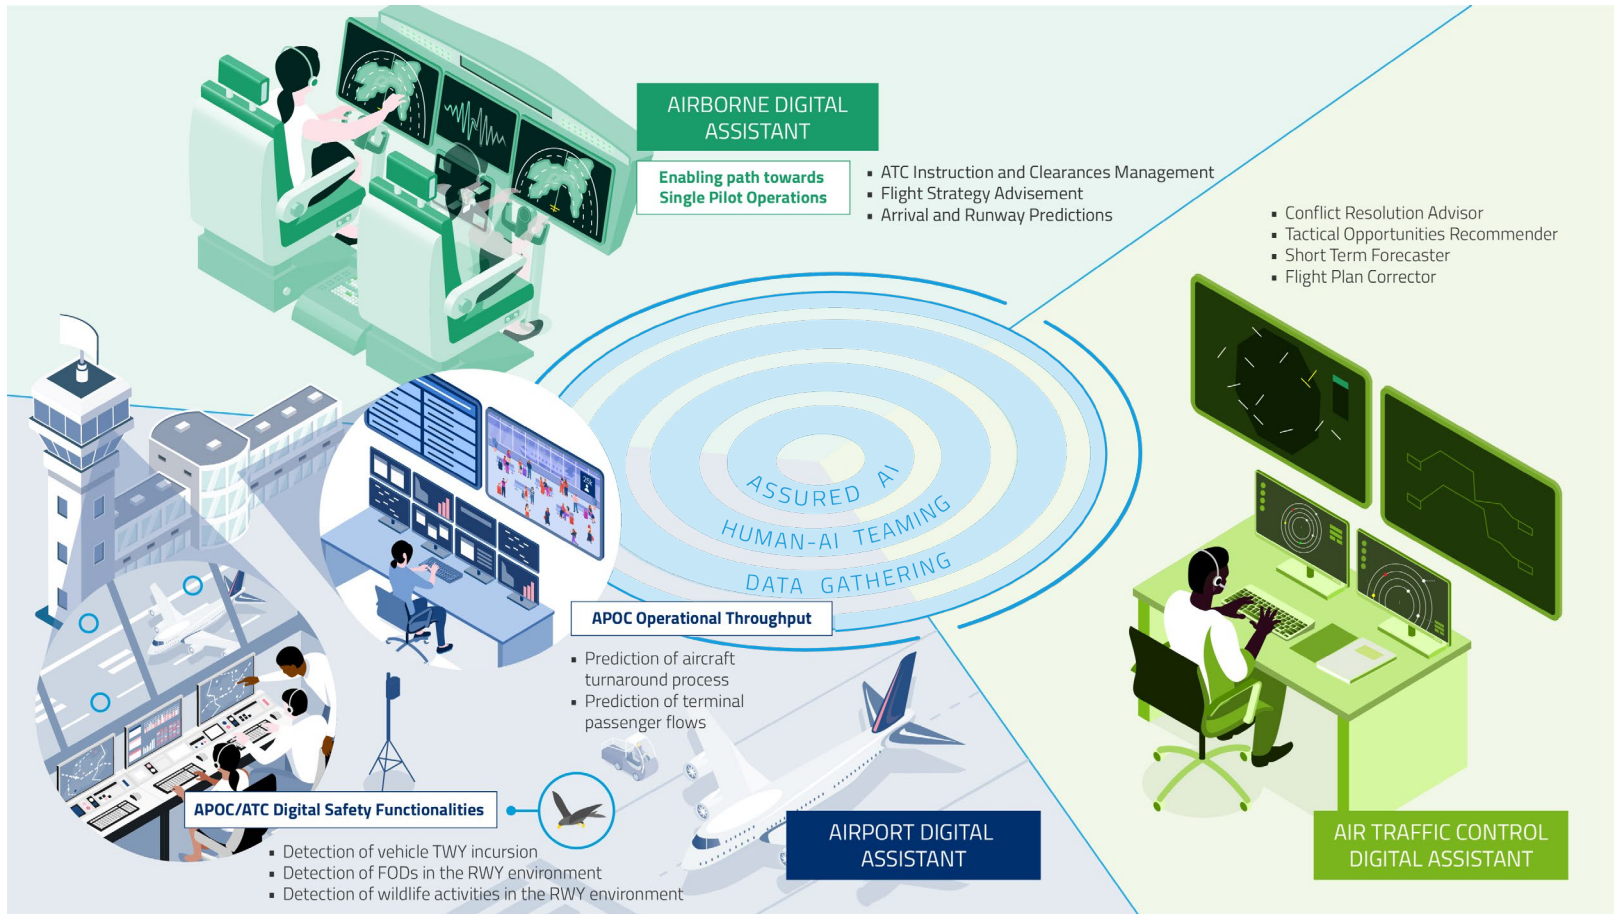 AIRBORNE DIGITAL
ASSISTANT
Enabling path towards
Single Pilot Operations
▪ ATC Instruction and Clearances Management
▪ Flight Strategy Advisement
▪ Arrival and Runway Predictions
▪ Conflict Resolution Advisor
▪ Tactical Opportunities Recommender
▪ Short Term Forecaster
▪ Flight Plan Corrector
ASSURED AI
HUMAN-AI TEAMING
DATA GATHERING
APOC Operational Throughput
▪ Prediction of aircraft
turnaround process
▪ Prediction of terminal
passenger flows
APOC/ATC Digital Safety Functionalities
▪ Detection of vehicle TWY incursion
▪ Detection of FODs in the RWY environment
▪ Detection of wildlife activities in the RWY environment
AIRPORT DIGITAL
ASSISTANT
AIR TRAFFIC CONTROL
DIGITAL ASSISTANT